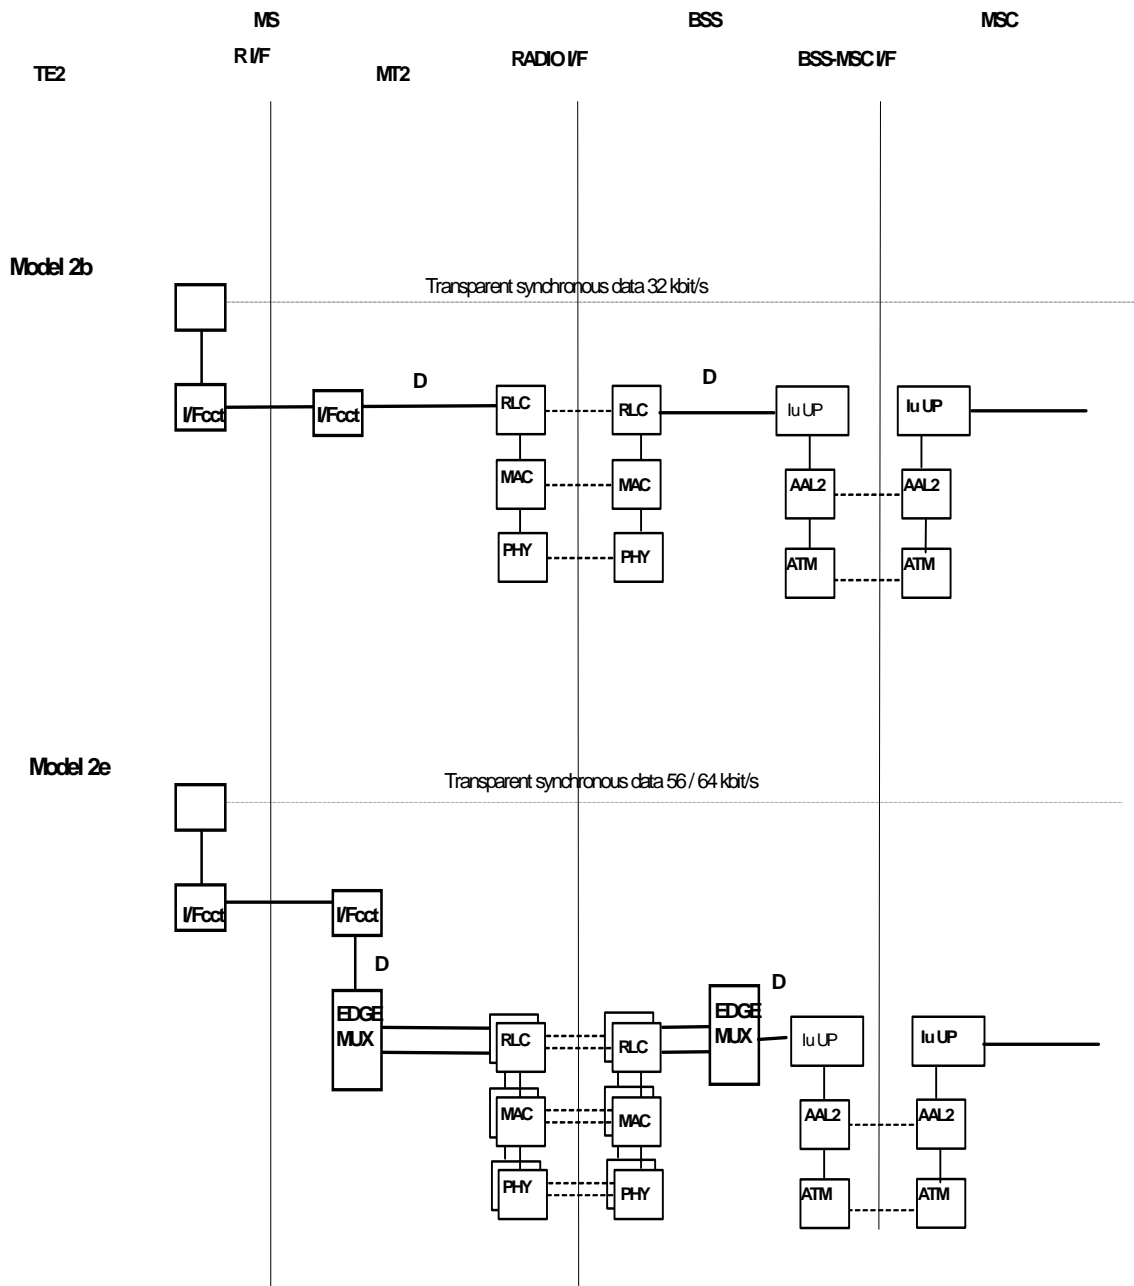 MS
BSS
MSC
R I/F
RADIO I/F
BSS-MSC I/F
TE2
MT2
Model 2b
Transparent synchronous data 32 kbit/s
D
D
I/Fcct
I/Fcct
RLC
RLC
Iu UP
Iu UP
MAC
MAC
AAL2
AAL2
PHY
PHY
ATM
ATM
Model 2e
Transparent synchronous data 56 / 64 kbit/s
I/Fcct
I/Fcct
D
D
EDGE
MUX
EDGE
MUX
RLC
RLC
Iu UP
Iu UP
MAC
MAC
AAL2
AAL2
PHY
PHY
ATM
ATM